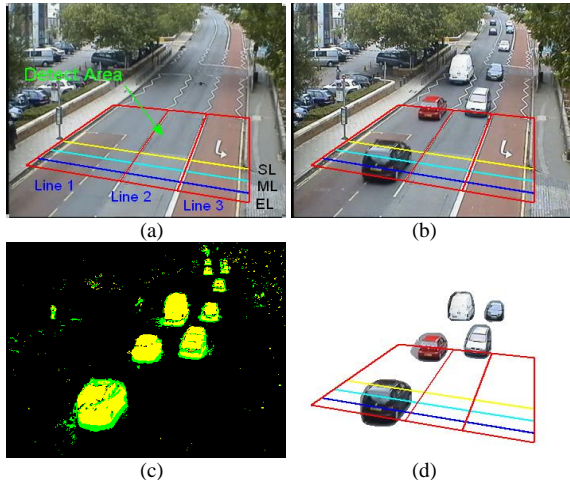 Detect Area
SL
ML
EL
Line 1
Line 2
Line 3
(a)
(b)
(c)
(d)